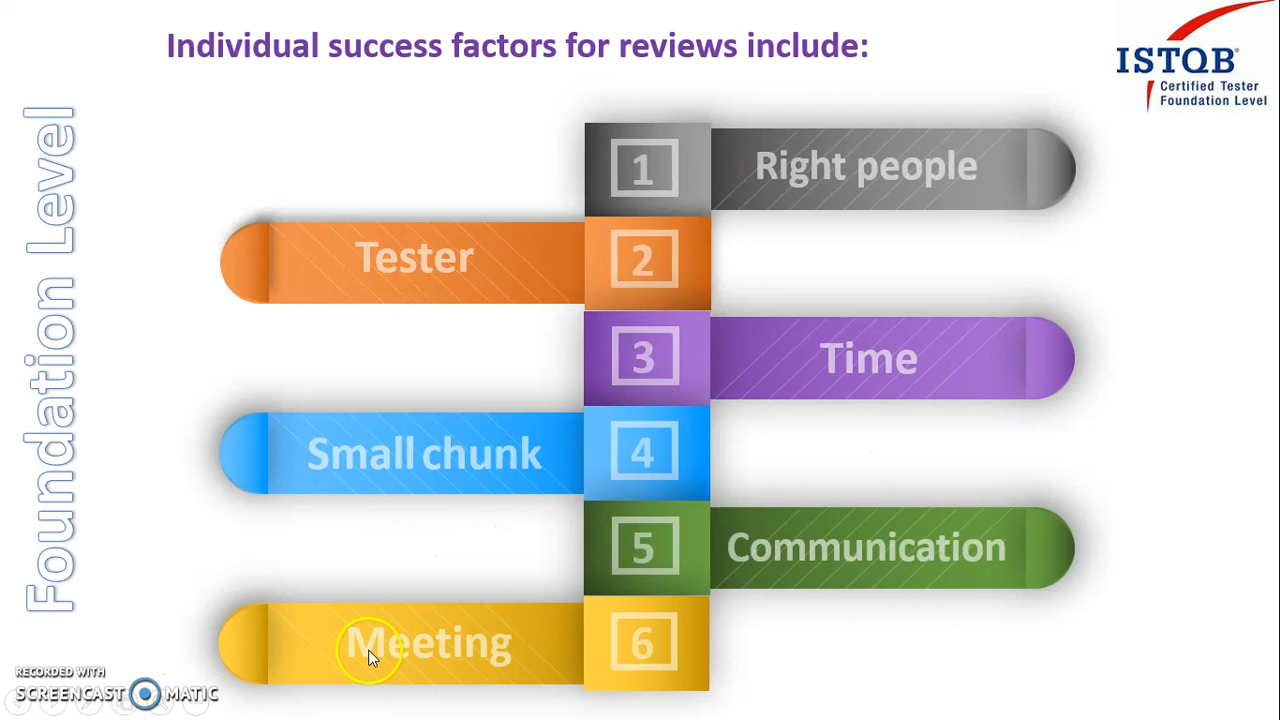 Individual success factors for reviews include:
ISTQB®
Certified Tester
Foundation Level
Foundation Level
1
Right people
Tester
2
3
Time
Small chunk
4
5
Communication
Meeting
6
RECORDED WITH
SCREENCAST MATIC